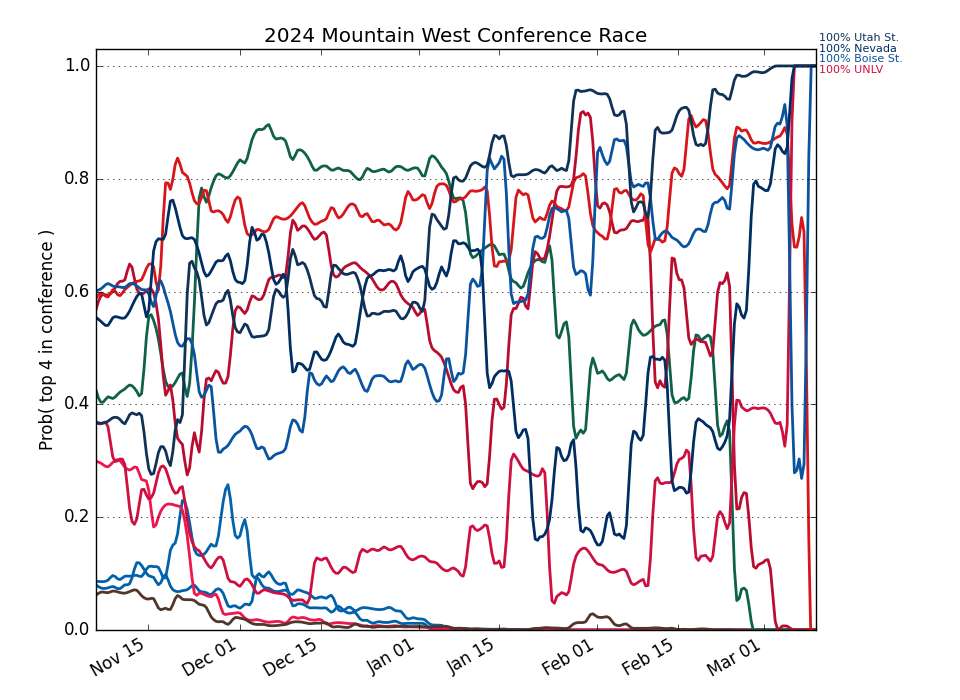 2024 Mountain West Conference Race
100% Utah St.
100% Nevada
100% Boise St.
100% UNLV
Prob( top 4 in conference )
1.0
0.8
0.6
0.4
0.2
0.0
Nov 15
Dec 01
Dec 15
Jan 01
Jan 15
Feb 01
Feb 15
Mar 01